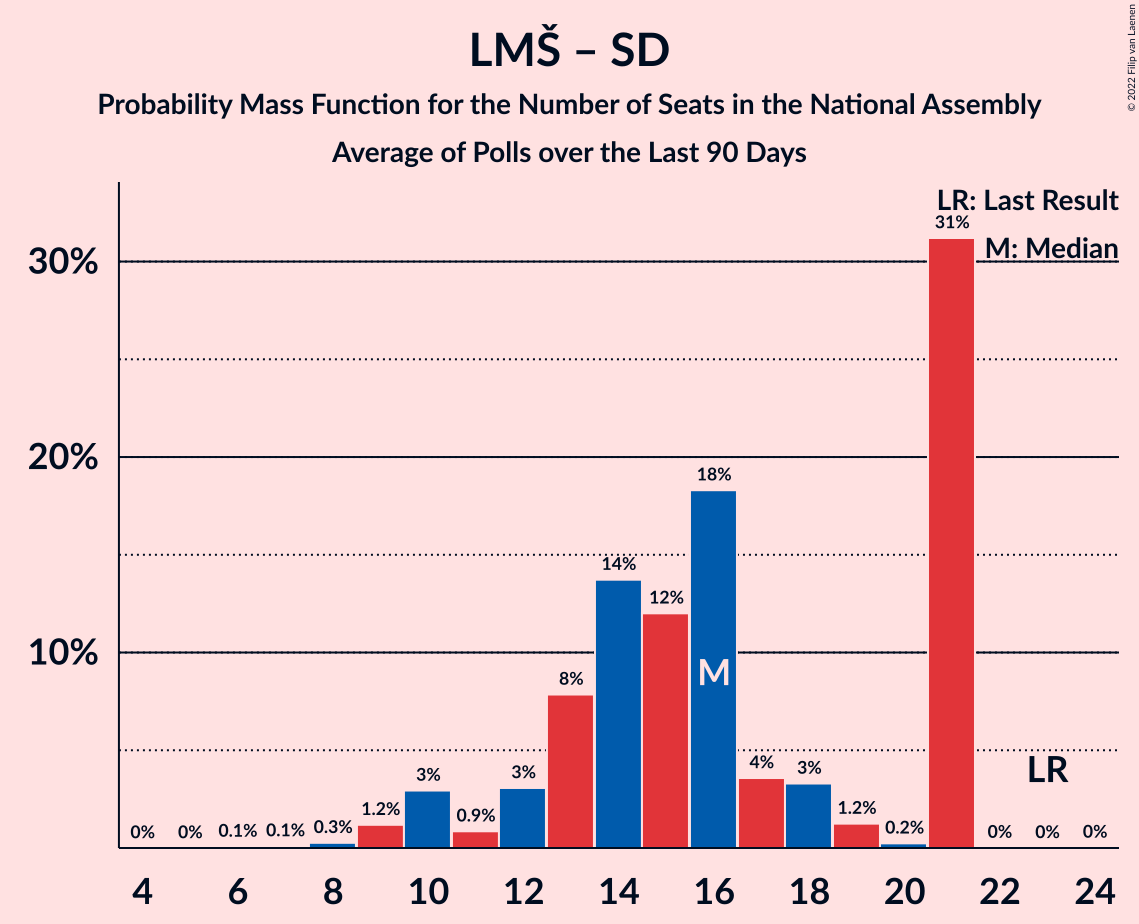 LMŠ – SD
Probability Mass Function for the Number of Seats in the National Assembly
Average of Polls over the Last 90 Days
© 2022 Filip van Laenen
LR: Last Result
M: Median
30%
20%
10%
0%
0%
0.1%
0.1%
0.3%
1.2%
3%
0.9%
3%
8%
14%
12%
18%
4%
3%
1.2%
0.2%
31%
0%
0%
0%
M
LR
4 6 8 10 12 14 16 18 20 22 24